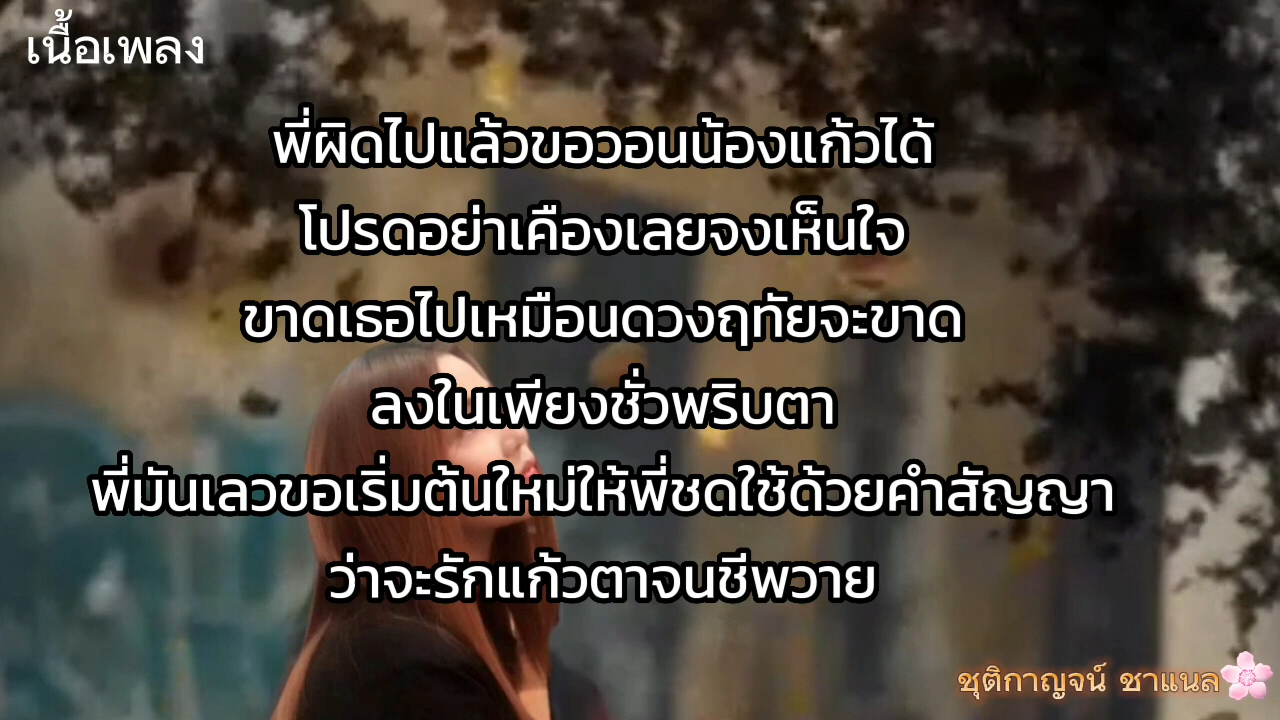 เนื้อเพลง
พี่ผิดไปแล้วขอวอนน้องแก้วได้
โปรดอย่าเคืองเลยจงเห็นใจ
ขาดเธอไปเหมือนดวงฤทัยจะขาด
ลงในเพียงชั่วพริบตา
พี่มันเลวขอเริ่มต้นใหม่ให้พี่ชดใช้ด้วยคำสัญญา
ว่าจะรักแก้วตาจนชีพวาย
ชุติกาญจน์ ชาแนล